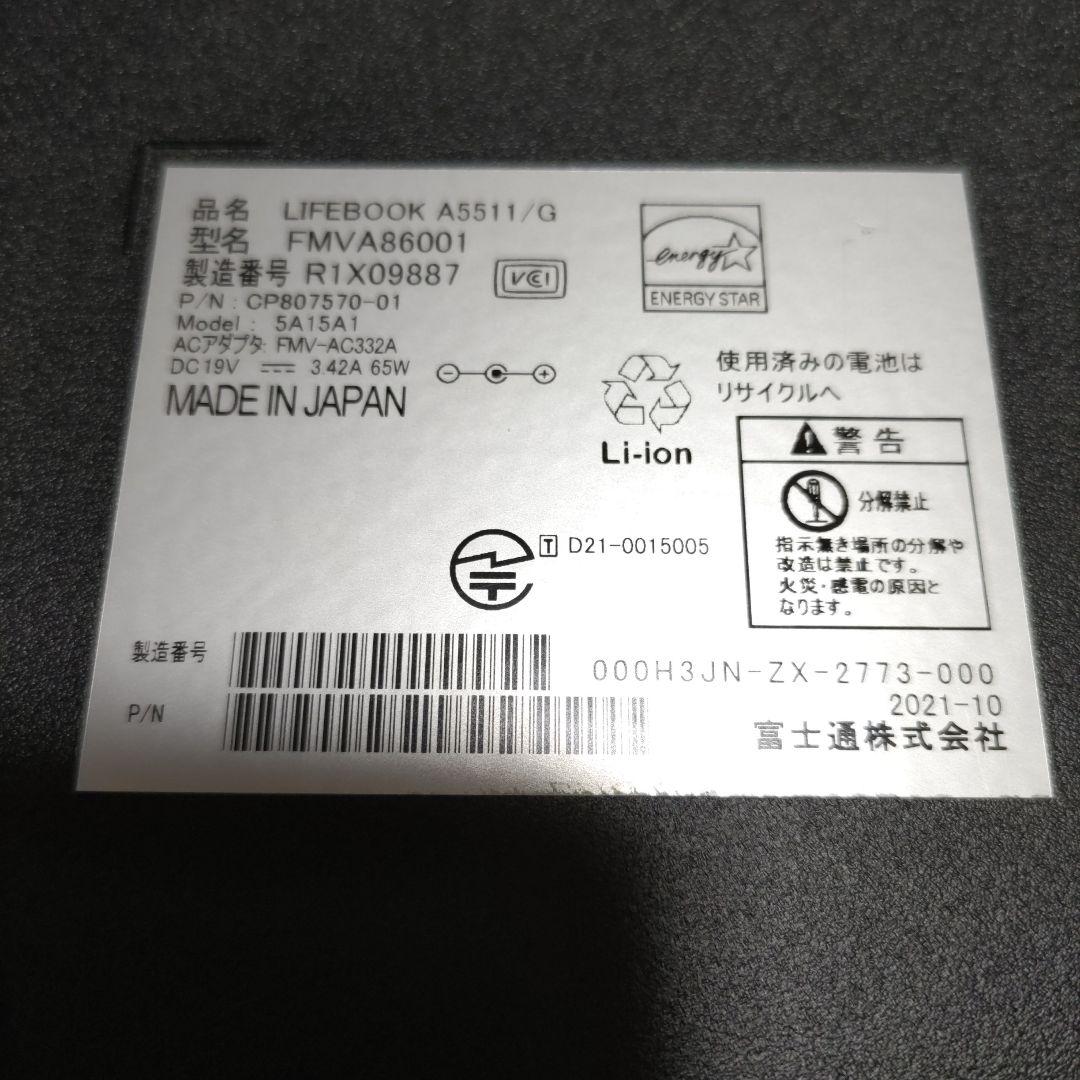 品名 LIFEBOOK A5511/G
型名 FMVA86001
製造番号 R1X09887
VCI
P/N : CP807570-01
Model : 5A15A1
ACアダプタ: FMV-AC332A
DC19V 3.42A 65W
MADE IN JAPAN
energy
ENERGY STAR
Li-ion
使用済みの電池は
リサイクルへ
警告
分解禁止
指示無き場所の分解や
改造は禁止です。
火災・感電の原因と
なります。
T D21-0015005
製造番号
P/N
000H3JN-ZX-2773-000
2021-10
富士通株式会社